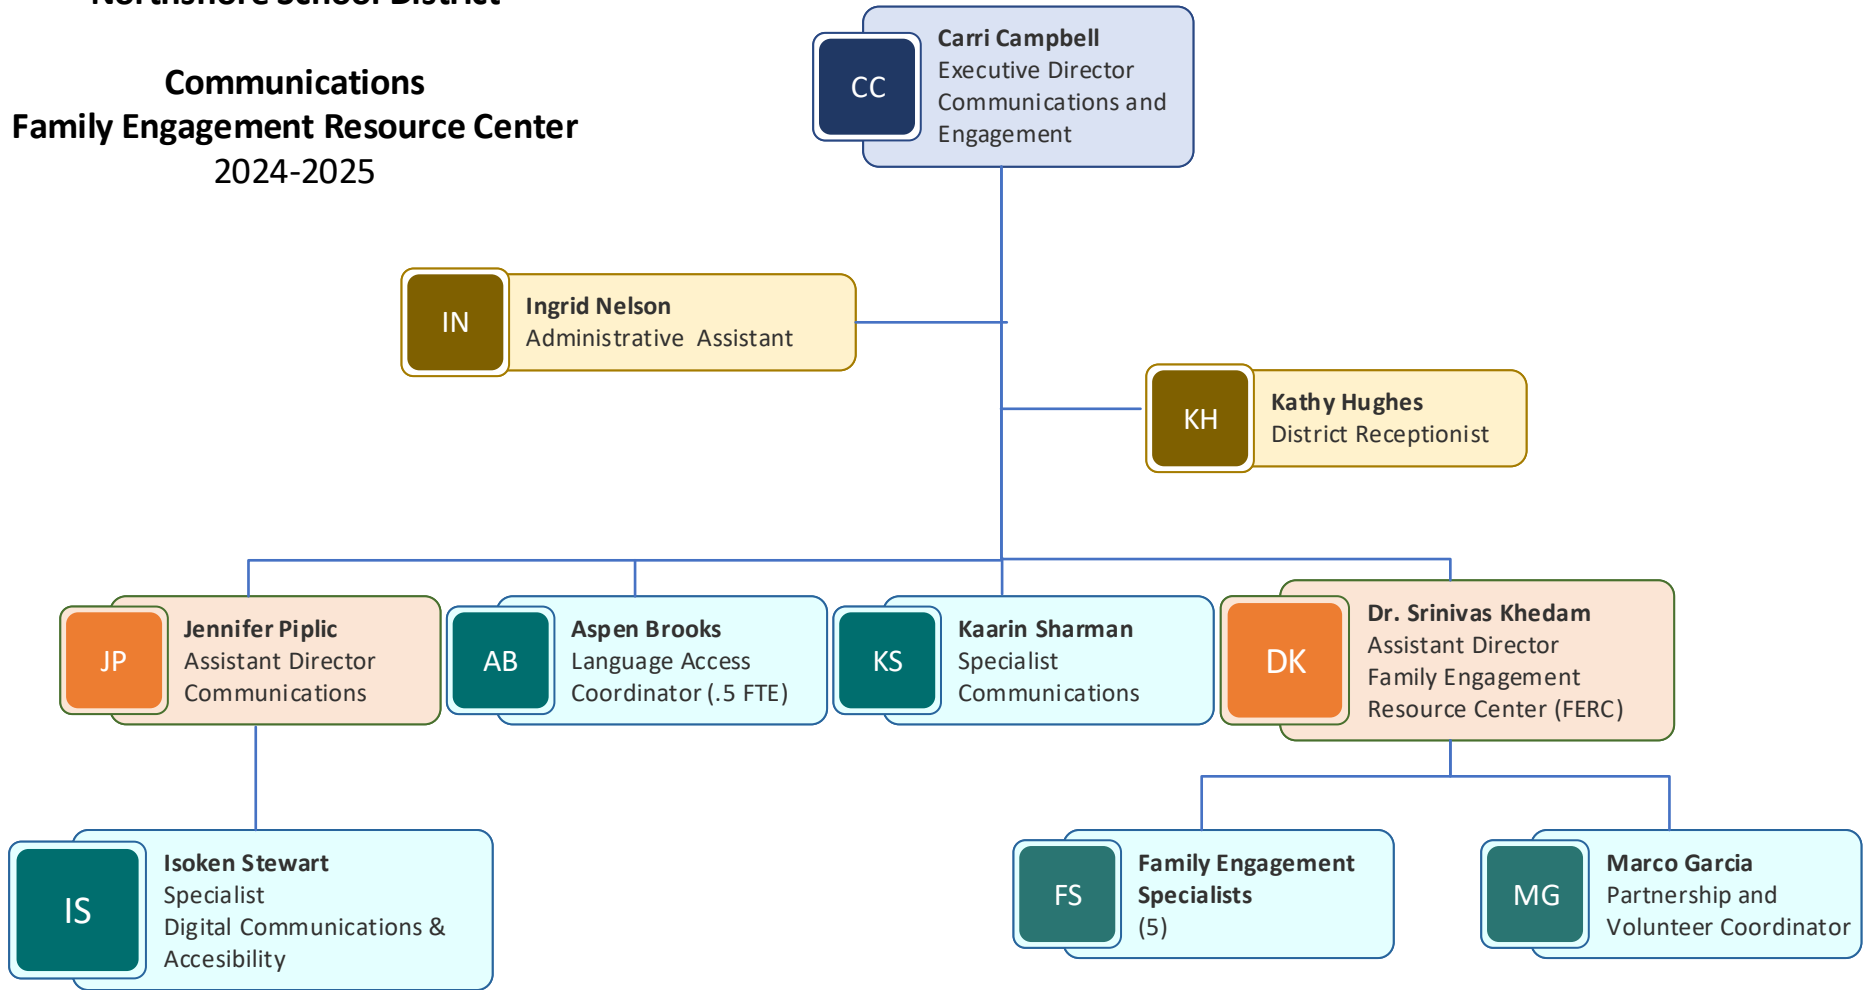 Northshore School District
Communications
Family Engagement Resource Center
2024-2025
CC
Carri Campbell
Executive Director
Communications and
Engagement
IN
Ingrid Nelson
Administrative Assistant
KH
Kathy Hughes
District Receptionist
JP
Jennifer Piplic
Assistant Director
Communications
AB
Aspen Brooks
Language Access
Coordinator (.5 FTE)
KS
Kaarin Sharman
Specialist
Communications
DK
Dr. Srinivas Khedam
Assistant Director
Family Engagement
Resource Center (FERC)
IS
Isoken Stewart
Specialist
Digital Communications &
Accesibility
FS
Family Engagement
Specialists
(5)
MG
Marco Garcia
Partnership and
Volunteer Coordinator